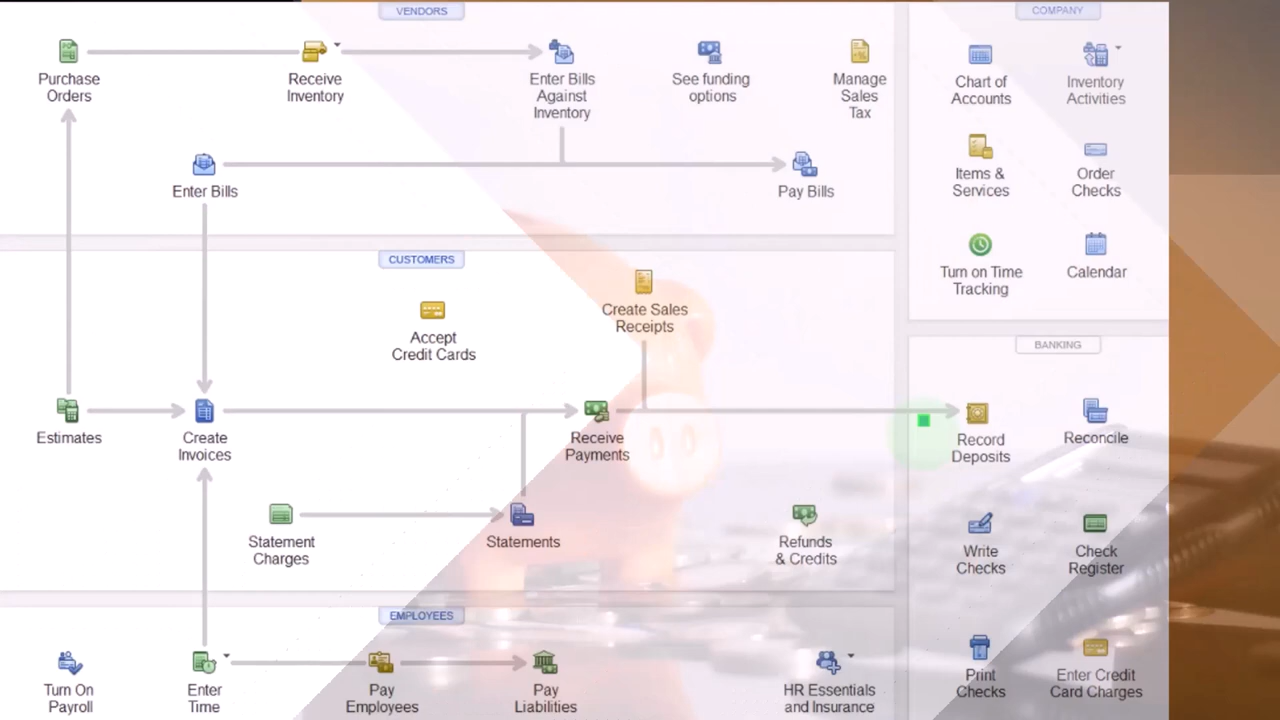 VENDORS
Purchase
Orders
Receive
Inventory
Enter Bills
Against
Inventory
See funding
options
Manage
Sales
Tax
Enter Bills
Pay Bills
CUSTOMERS
Accept
Credit Cards
Create Sales
Receipts
Estimates
Create
Invoices
Receive
Payments
Statement
Charges
Statements
Refunds
& Credits
EMPLOYEES
Turn On
Payroll
Enter
Time
Pay
Employees
Pay
Liabilities
HR Essentials
and Insurance
COMPANY
Chart of
Accounts
Inventory
Activities
Items &
Services
Order
Checks
Turn on Time
Tracking
Calendar
BANKING
Record
Deposits
Reconcile
Write
Checks
Check
Register
Print
Checks
Enter Credit
Card Charges